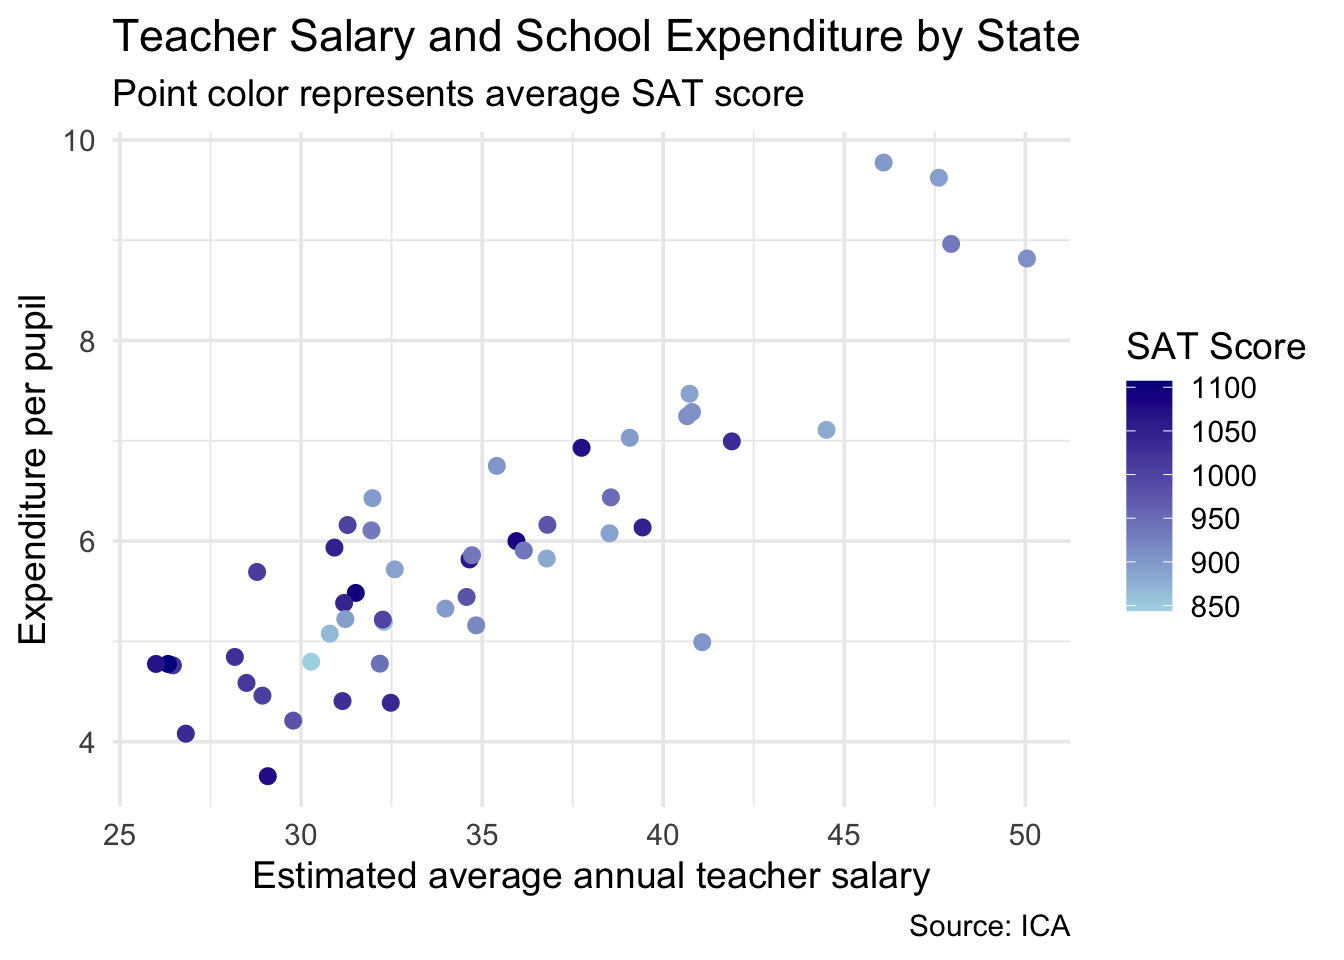 Teacher Salary and School Expenditure by State
Point color represents average SAT score
10
8
6
4
Expenditure per pupil
25 30 35 40 45 50
Estimated average annual teacher salary
SAT Score
1100
1050
1000
950
900
850
Source: ICA